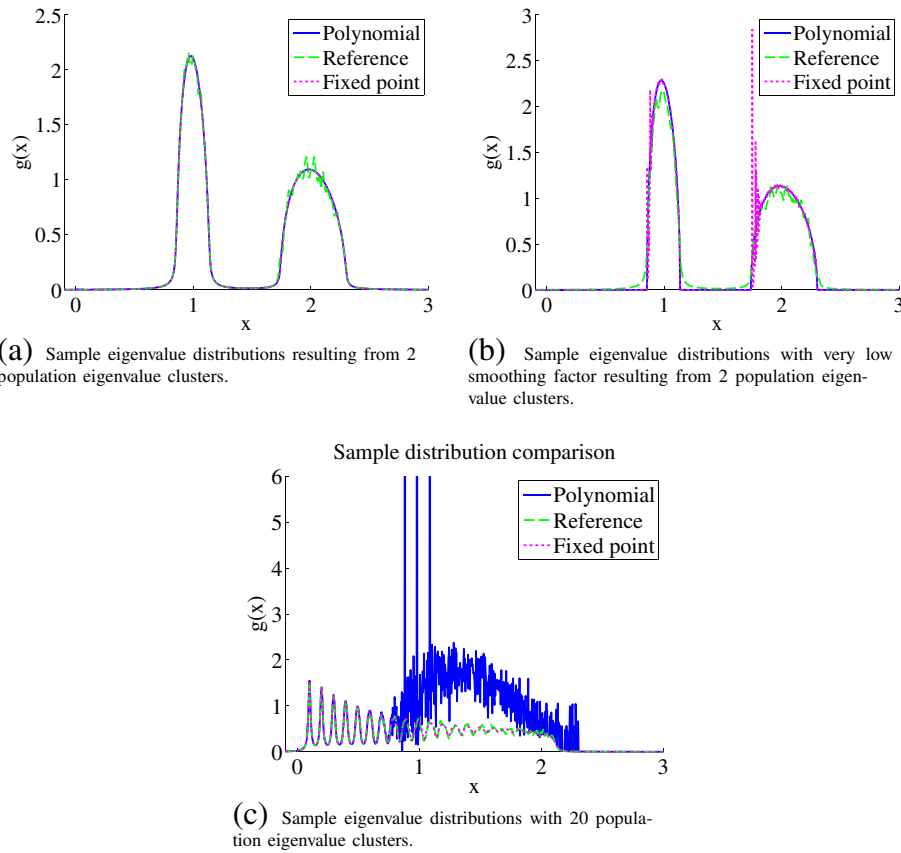 2.5
2
1.5
1
0.5
0
g(x)
Polynomial
Reference
Fixed point
0 1 2 3
x
(a) Sample eigenvalue distributions resulting from 2
population eigenvalue clusters.
3
2.5
2
1.5
1
0.5
0
g(x)
Polynomial
Reference
Fixed point
0 1 2 3
x
(b) Sample eigenvalue distributions with very low
smoothing factor resulting from 2 population eigen-
value clusters.
Sample distribution comparison
6
5
4
3
2
1
0
g(x)
Polynomial
Reference
Fixed point
0 1 2 3
x
(c) Sample eigenvalue distributions with 20 popula-
tion eigenvalue clusters.